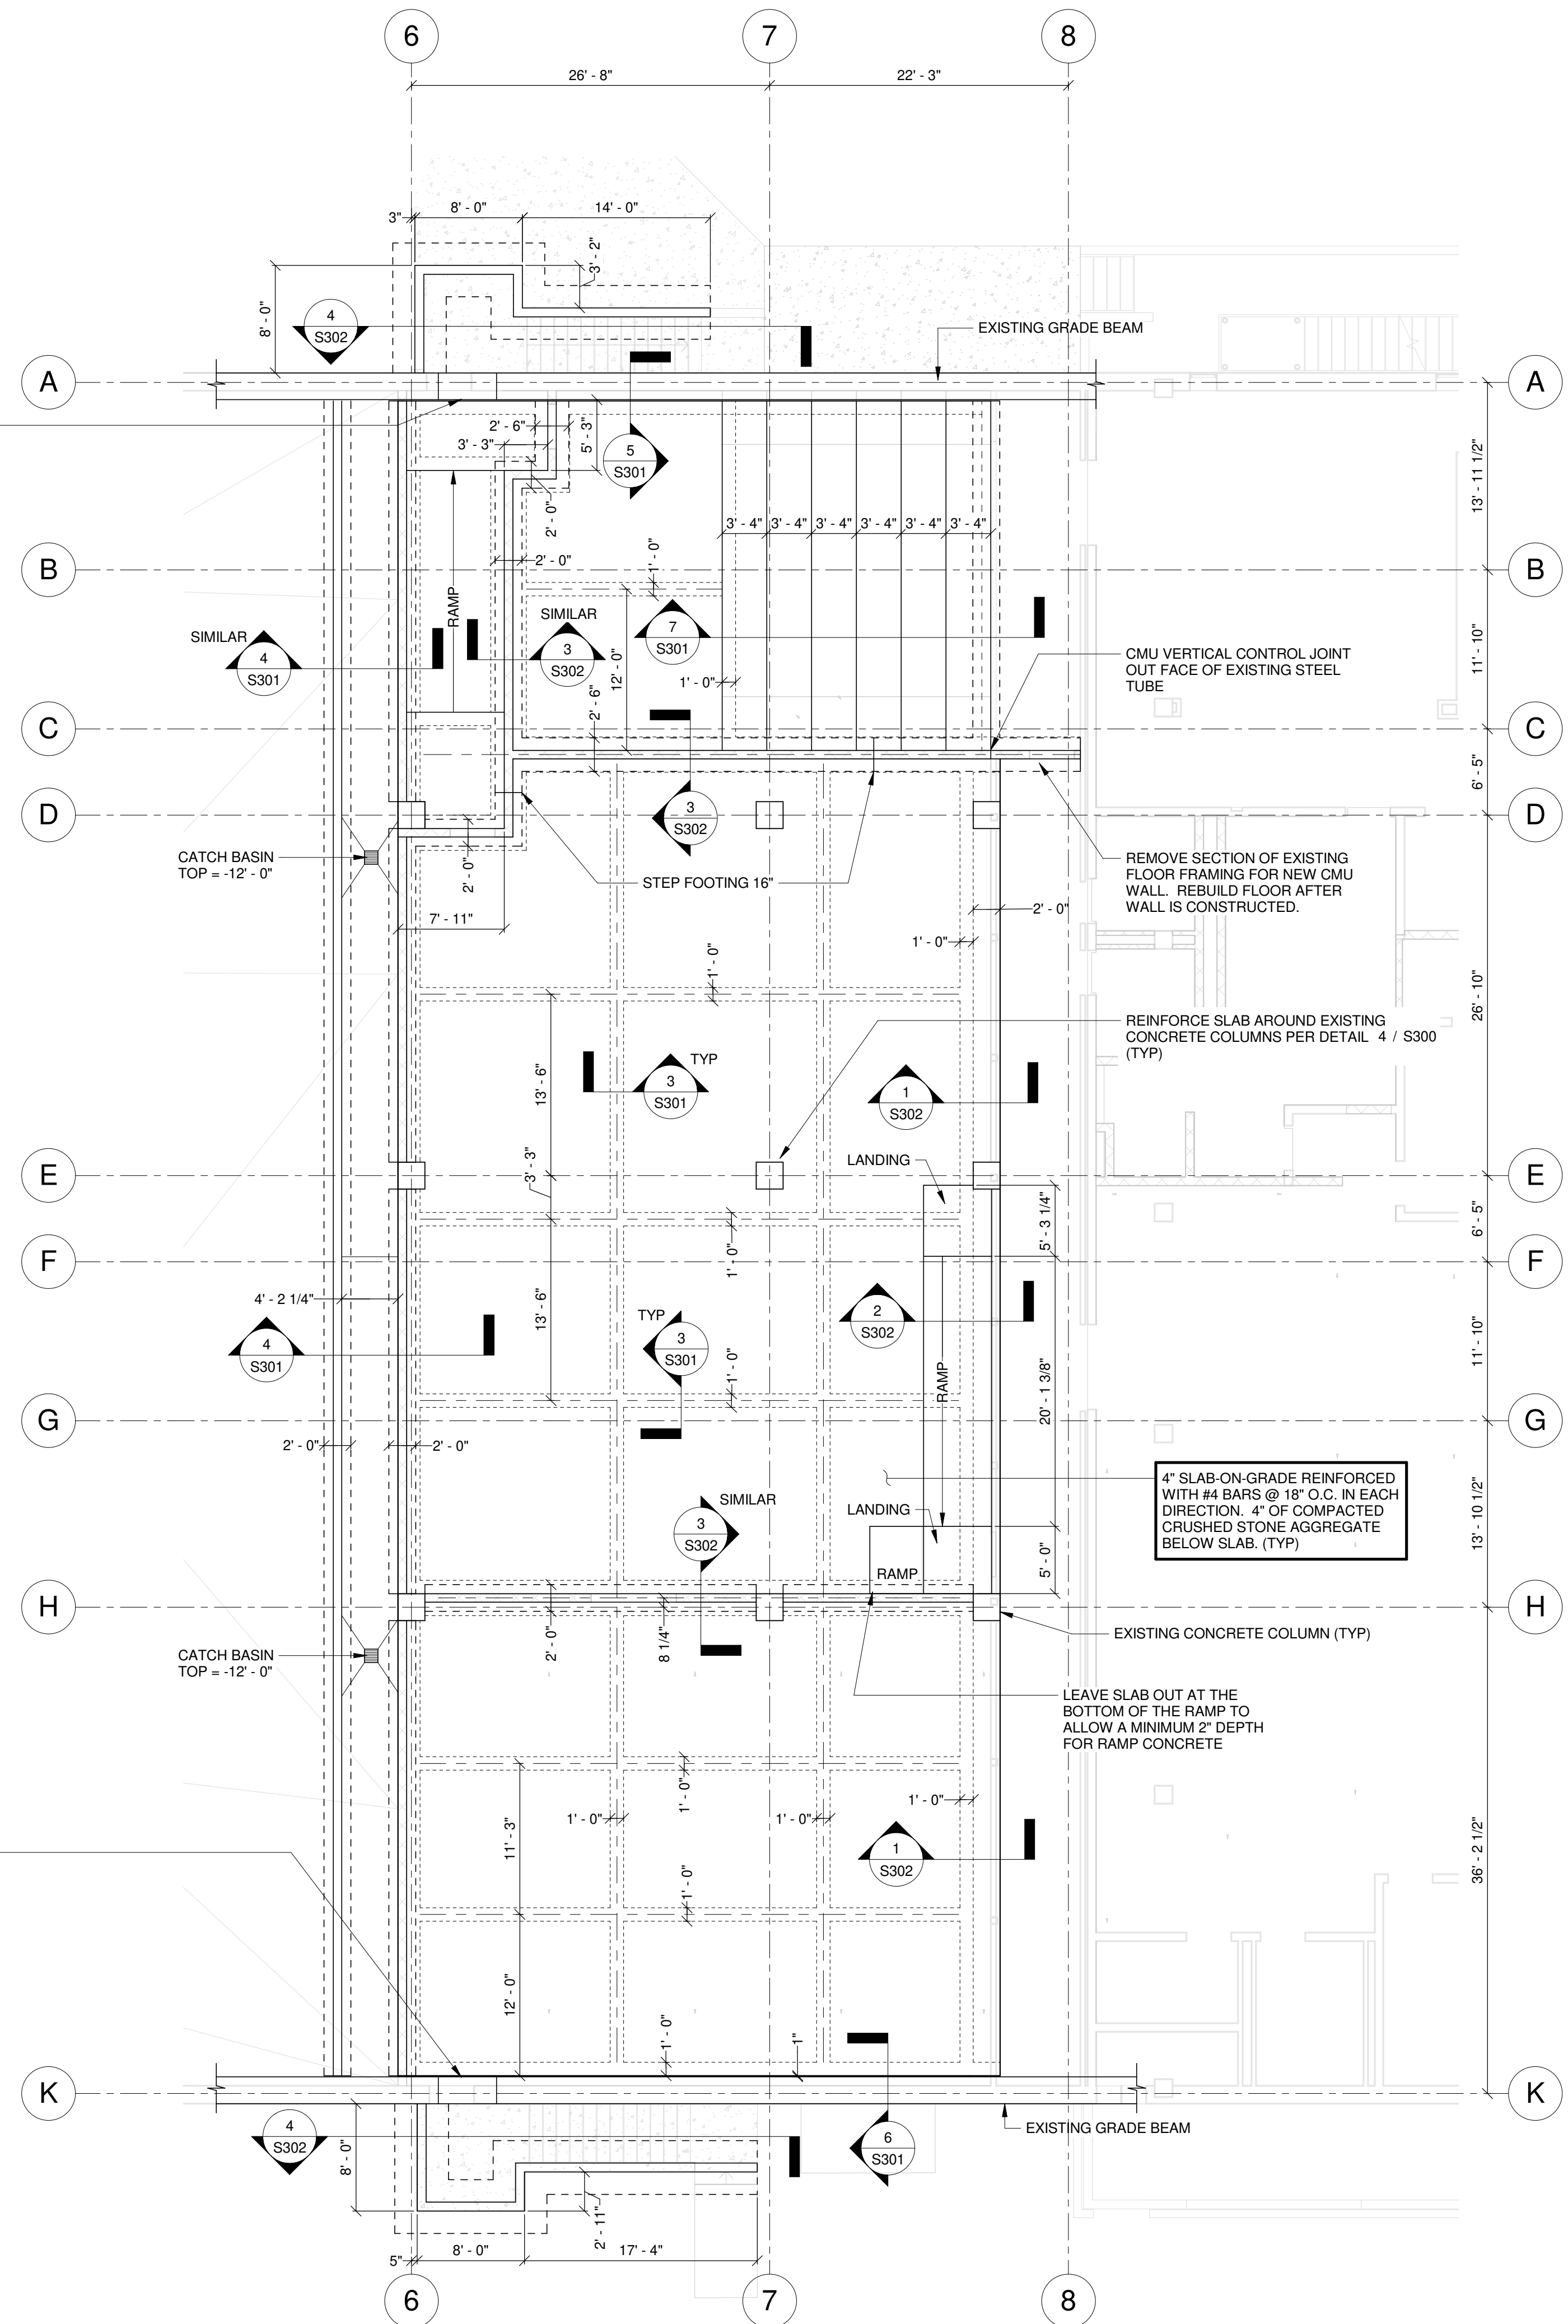 6
7
8
26' - 8"
22' - 3"
3"
8' - 0"
14' - 0"
3' - 2"
8' - 0"
4
S302
EXISTING GRADE BEAM
A
A
2' - 6"
3' - 3"
5' - 3"
5
S301
13' - 11 1/2"
2' - 0"
3' - 4"
3' - 4"
3' - 4"
3' - 4"
3' - 4"
3' - 4"
B
B
2' - 0"
1' - 0"
RAMP
SIMILAR
4
S301
SIMILAR
3
S302
7
S301
12' - 0"
1' - 0"
2' - 6"
CMU VERTICAL CONTROL JOINT
OUT FACE OF EXISTING STEEL
TUBE
11' - 10"
C
C
6' - 5"
3
S302
D
D
CATCH BASIN
TOP = -12' - 0"
2' - 0"
STEP FOOTING 16"
REMOVE SECTION OF EXISTING
FLOOR FRAMING FOR NEW CMU
WALL. REBUILD FLOOR AFTER
WALL IS CONSTRUCTED.
7' - 11"
2' - 0"
1' - 0"
1' - 0"
26' - 10"
REINFORCE SLAB AROUND EXISTING
CONCRETE COLUMNS PER DETAIL 4 / S300
(TYP)
13' - 6"
TYP
3
S301
1
S302
LANDING
E
E
3' - 3"
5' - 3 1/4"
6' - 5"
1' - 0"
F
F
4' - 2 1/4"
4
S301
13' - 6"
TYP
3
S301
2
S302
1' - 0"
RAMP
20' - 1 3/8"
11' - 10"
G
G
2' - 0"
2' - 0"
4" SLAB-ON-GRADE REINFORCED
WITH #4 BARS @ 18" O.C. IN EACH
DIRECTION. 4" OF COMPACTED
CRUSHED STONE AGGREGATE
BELOW SLAB. (TYP)
SIMILAR
3
S302
LANDING
13' - 10 1/2"
RAMP
5' - 0"
H
H
2' - 0"
8 1/4"
EXISTING CONCRETE COLUMN (TYP)
CATCH BASIN
TOP = -12' - 0"
LEAVE SLAB OUT AT THE
BOTTOM OF THE RAMP TO
ALLOW A MINIMUM 2" DEPTH
FOR RAMP CONCRETE
1' - 0"
1' - 0"
1' - 0"
1' - 0"
11' - 3"
1
S302
36' - 2 1/2"
1' - 0"
12' - 0"
1' - 0"
1"
K
K
4
S302
8' - 0"
EXISTING GRADE BEAM
6
S301
2' - 11"
5"
8' - 0"
17' - 4"
6
7
8